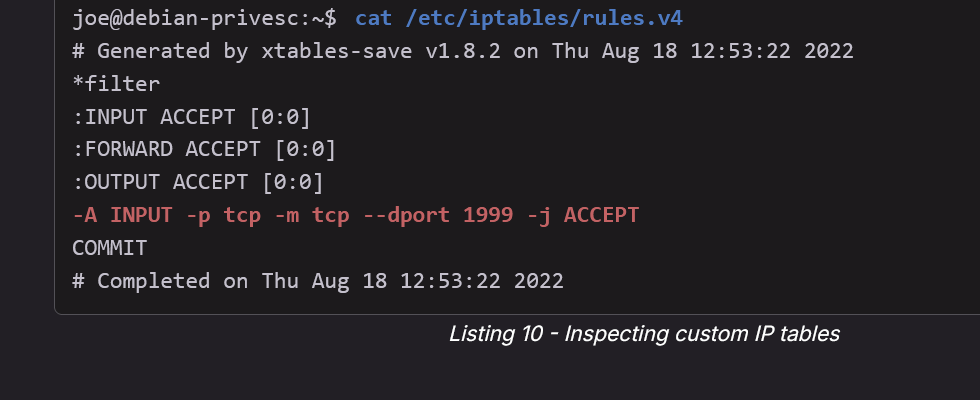 joe@debian-privesc:~$ cat /etc/iptables/rules.v4
# Generated by xtables-save v1.8.2 on Thu Aug 18 12:53:22 2022
*filter
:INPUT ACCEPT [0:0]
:FORWARD ACCEPT [0:0]
:OUTPUT ACCEPT [0:0]
-A INPUT -p tcp -m tcp --dport 1999 -j ACCEPT
COMMIT
# Completed on Thu Aug 18 12:53:22 2022
Listing 10 - Inspecting custom IP tables